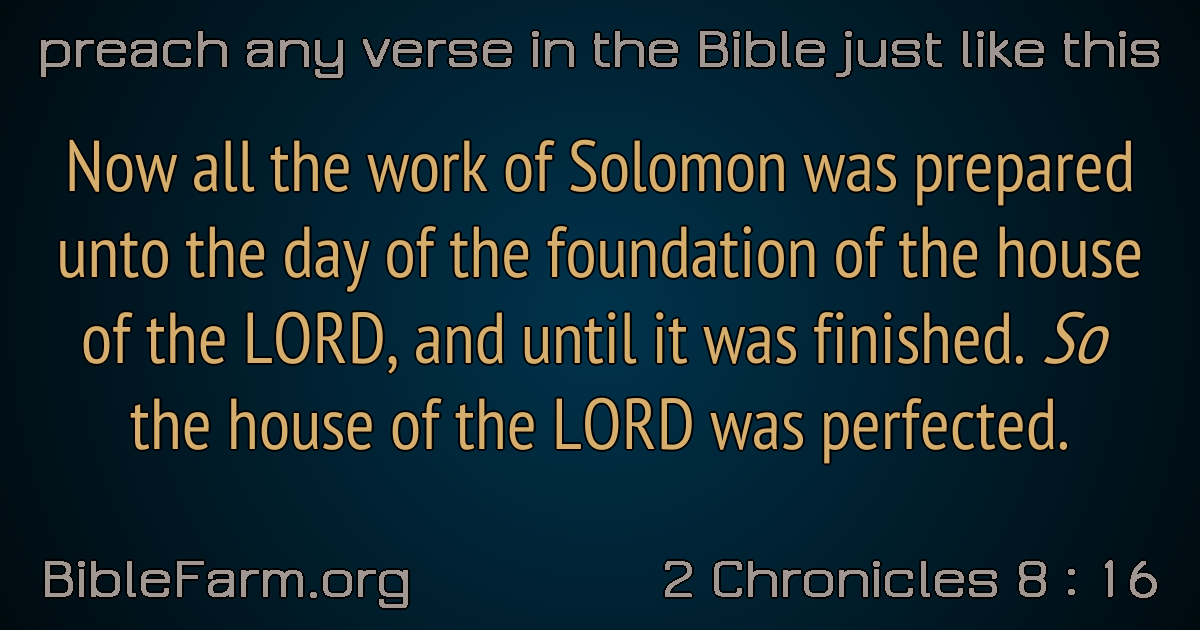 preach any verse in the Bible just like this
Now all the work of Solomon was prepared
unto the day of the foundation of the house
of the LORD, and until it was finished. So
the house of the LORD was perfected.
BibleFarm.org
2 Chronicles 8 : 16